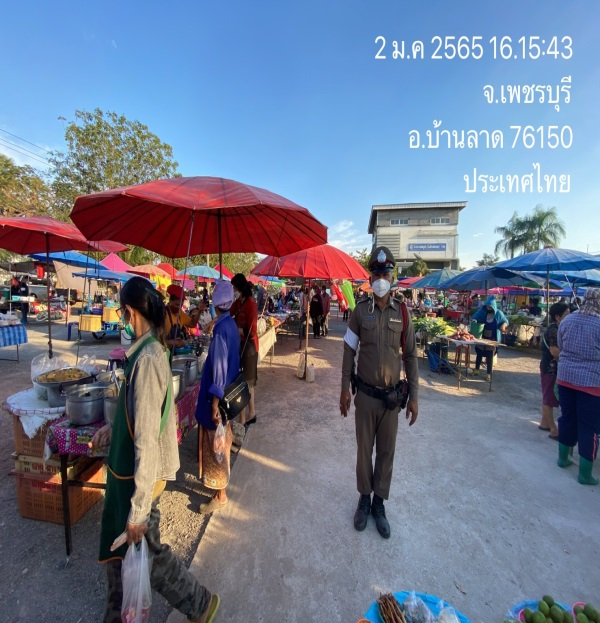 2 ม.ค 2565 16.15:43
จ.เพชรบุรี
อ.บ้านลาด 76150
ประเทศไทย